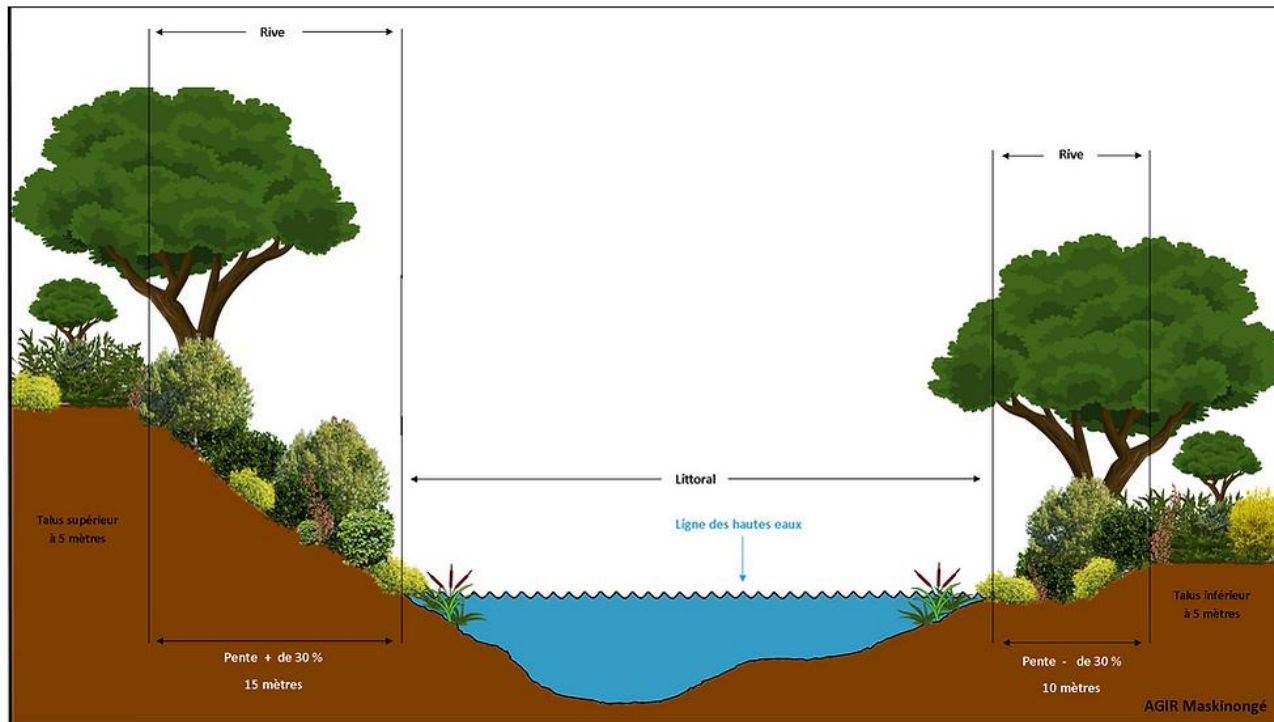 Rive
Rive
Littoral
Ligne des hautes eaux
Talus supérieur
à 5 mètres
Talus inférieur
à 5 mètres
Pente + de 30 %
15 mètres
Pente - de 30 %
10 mètres
AGIR Maskinongé